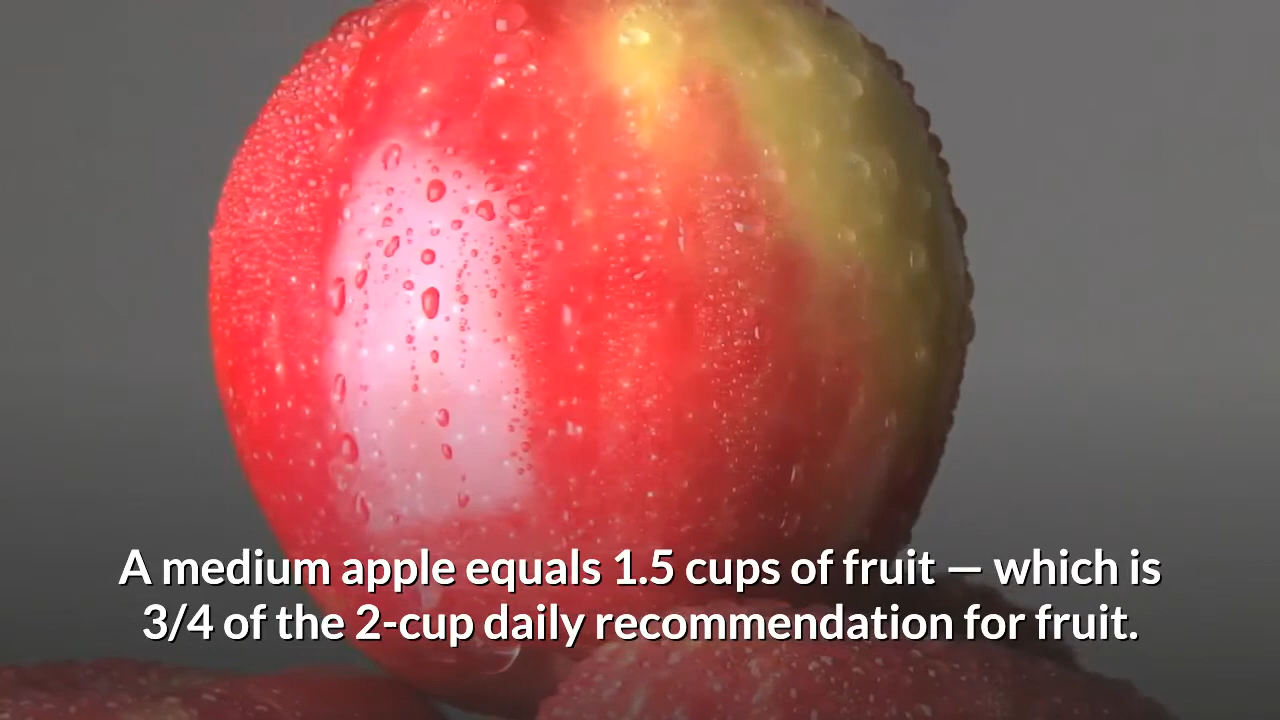 A medium apple equals 1.5 cups of fruit — which is
3/4 of the 2-cup daily recommendation for fruit.